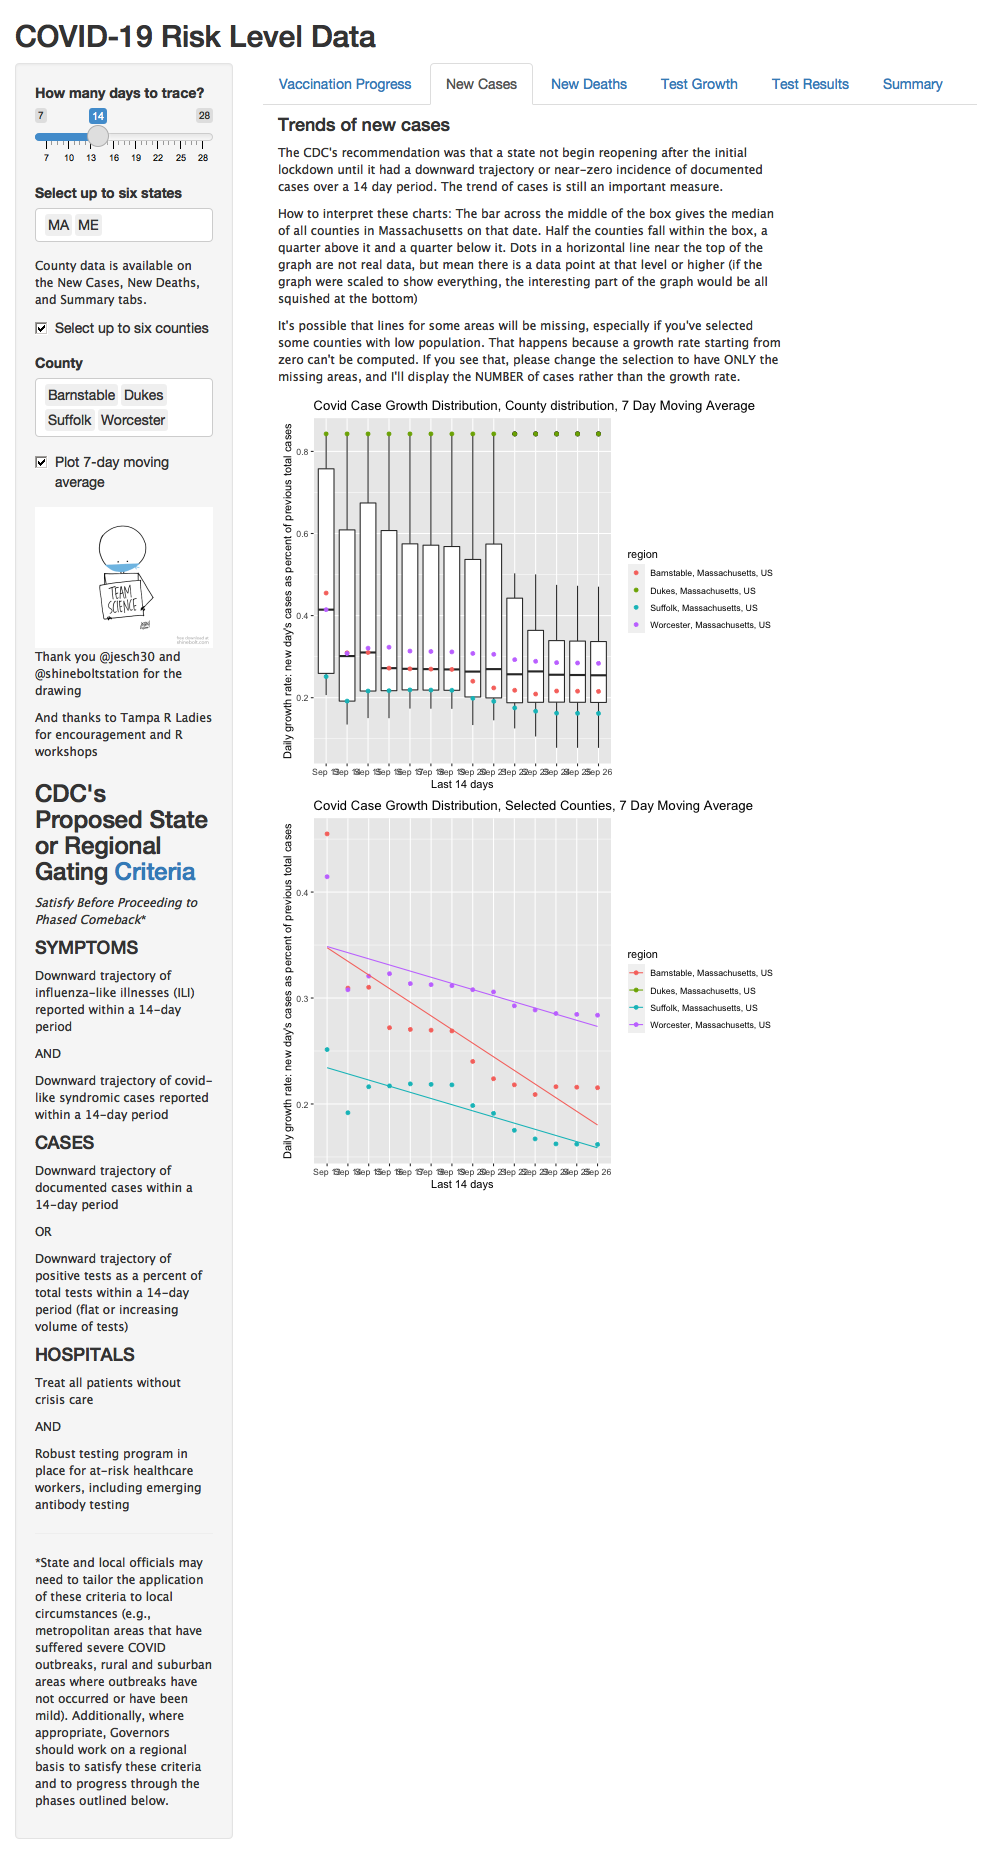 COVID-19 Risk Level Data
How many days to trace?
7 14 28
7 10 13 16 19 22 25 28
Select up to six states
MA ME
County data is available on
the New Cases, New Deaths,
and Summary tabs.
Select up to six counties
County
Barnstable Dukes
Suffolk Worcester
Plot 7-day moving
average
TEAM
SCIENCE
Thank you @jesch30 and
@shineboltstation for the
drawing
And thanks to Tampa R Ladies
for encouragement and R
workshops
CDC's
Proposed State
or Regional
Gating Criteria
Satisfy Before Proceeding to
Phased Comeback*
SYMPTOMS
Downward trajectory of
influenza-like illnesses (ILI)
reported within a 14-day
period
AND
Downward trajectory of covid-
like syndromic cases reported
within a 14-day period
CASES
Downward trajectory of
documented cases within a
14-day period
OR
Downward trajectory of
positive tests as a percent of
total tests within a 14-day
period (flat or increasing
volume of tests)
HOSPITALS
Treat all patients without
crisis care
AND
Robust testing program in
place for at-risk healthcare
workers, including emerging
antibody testing
*State and local officials may
need to tailor the application
of these criteria to local
circumstances (e.g.,
metropolitan areas that have
suffered severe COVID
outbreaks, rural and suburban
areas where outbreaks have
not occurred or have been
mild). Additionally, where
appropriate, Governors
should work on a regional
basis to satisfy these criteria
and to progress through the
phases outlined below.
Vaccination Progress New Cases New Deaths Test Growth Test Results Summary
Trends of new cases
The CDC's recommendation was that a state not begin reopening after the initial
lockdown until it had a downward trajectory or near-zero incidence of documented
cases over a 14 day period. The trend of cases is still an important measure.
How to interpret these charts: The bar across the middle of the box gives the median
of all counties in Massachusetts on that date. Half the counties fall within the box, a
quarter above it and a quarter below it. Dots in a horizontal line near the top of the
graph are not real data, but mean there is a data point at that level or higher (if the
graph were scaled to show everything, the interesting part of the graph would be all
squished at the bottom)
It's possible that lines for some areas will be missing, especially if you've selected
some counties with low population. That happens because a growth rate starting from
zero can't be computed. If you see that, please change the selection to have ONLY the
missing areas, and I'll display the NUMBER of cases rather than the growth rate.
Covid Case Growth Distribution, County distribution, 7 Day Moving Average
Daily growth rate: new day's cases as percent of previous total cases
0.8
0.6
0.4
0.2
Sep 13 Sep 14 Sep 15 Sep 16 Sep 17 Sep 18 Sep 19 Sep 20 Sep 21 Sep 22 Sep 23 Sep 24 Sep 25 Sep 26
Last 14 days
region
Barnstable, Massachusetts, US
Dukes, Massachusetts, US
Suffolk, Massachusetts, US
Worcester, Massachusetts, US
Covid Case Growth Distribution, Selected Counties, 7 Day Moving Average
Daily growth rate: new day's cases as percent of previous total cases
0.4
0.3
0.2
Sep 13 Sep 14 Sep 15 Sep 16 Sep 17 Sep 18 Sep 19 Sep 20 Sep 21 Sep 22 Sep 23 Sep 24 Sep 25 Sep 26
Last 14 days
region
Barnstable, Massachusetts, US
Dukes, Massachusetts, US
Suffolk, Massachusetts, US
Worcester, Massachusetts, US